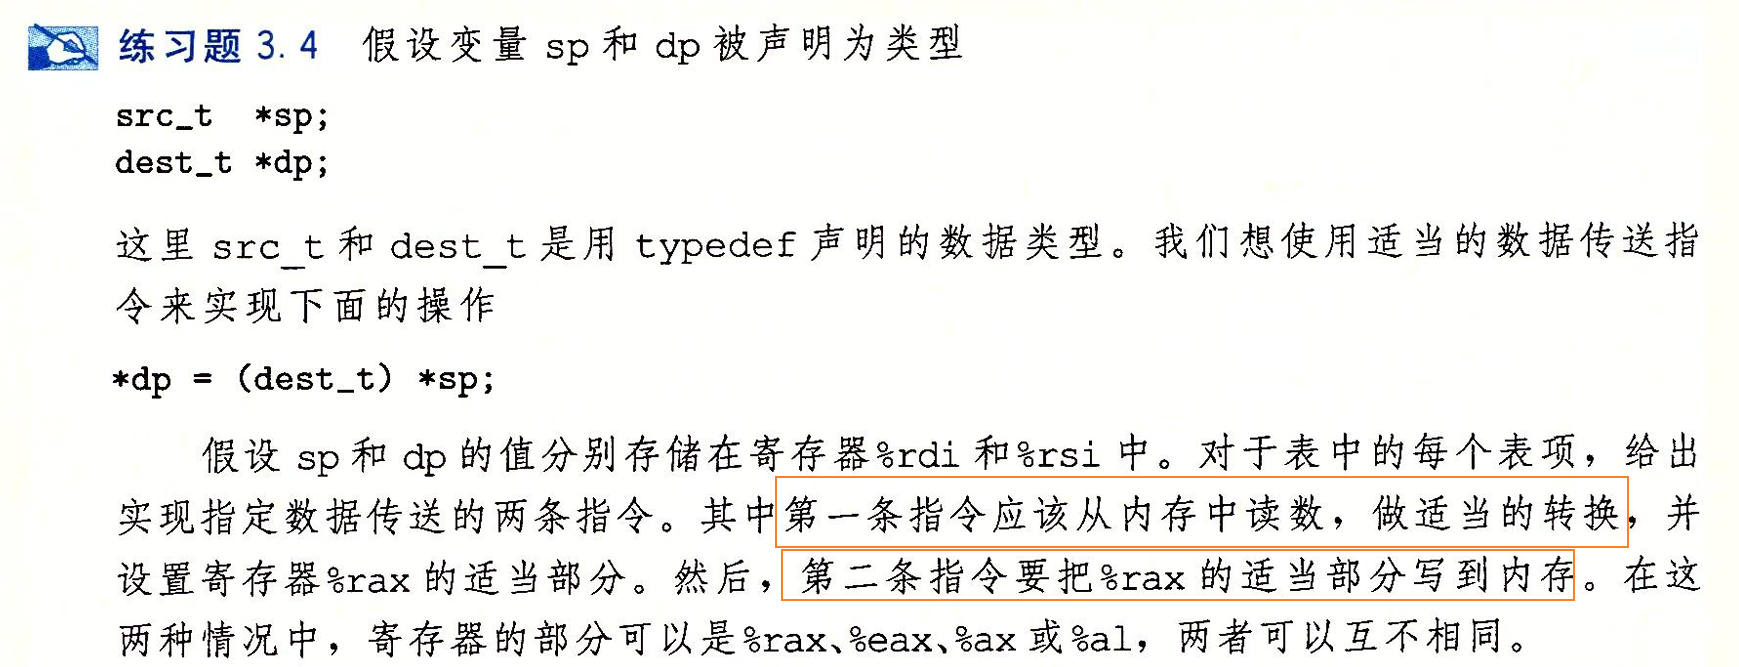 练习题 3.4 假设变量 sp 和 dp 被声明为类型
src_t *sp;
dest_t *dp;
这里 src_t 和 dest_t 是用 typedef 声明的数据类型。我们想使用适当的数据传送指
令来实现下面的操作
*dp = (dest_t) *sp;
假设 sp 和 dp 的值分别存储在寄存器%rdi 和%rsi 中。对于表中的每个表项，给出
实现指定数据传送的两条指令。其中第一条指令应该从内存中读数，做适当的转换，并
设置寄存器%rax 的适当部分。然后，第二条指令要把%rax 的适当部分写到内存。在这
两种情况中，寄存器的部分可以是%rax、%eax、%ax 或%al，两者可以互不相同。